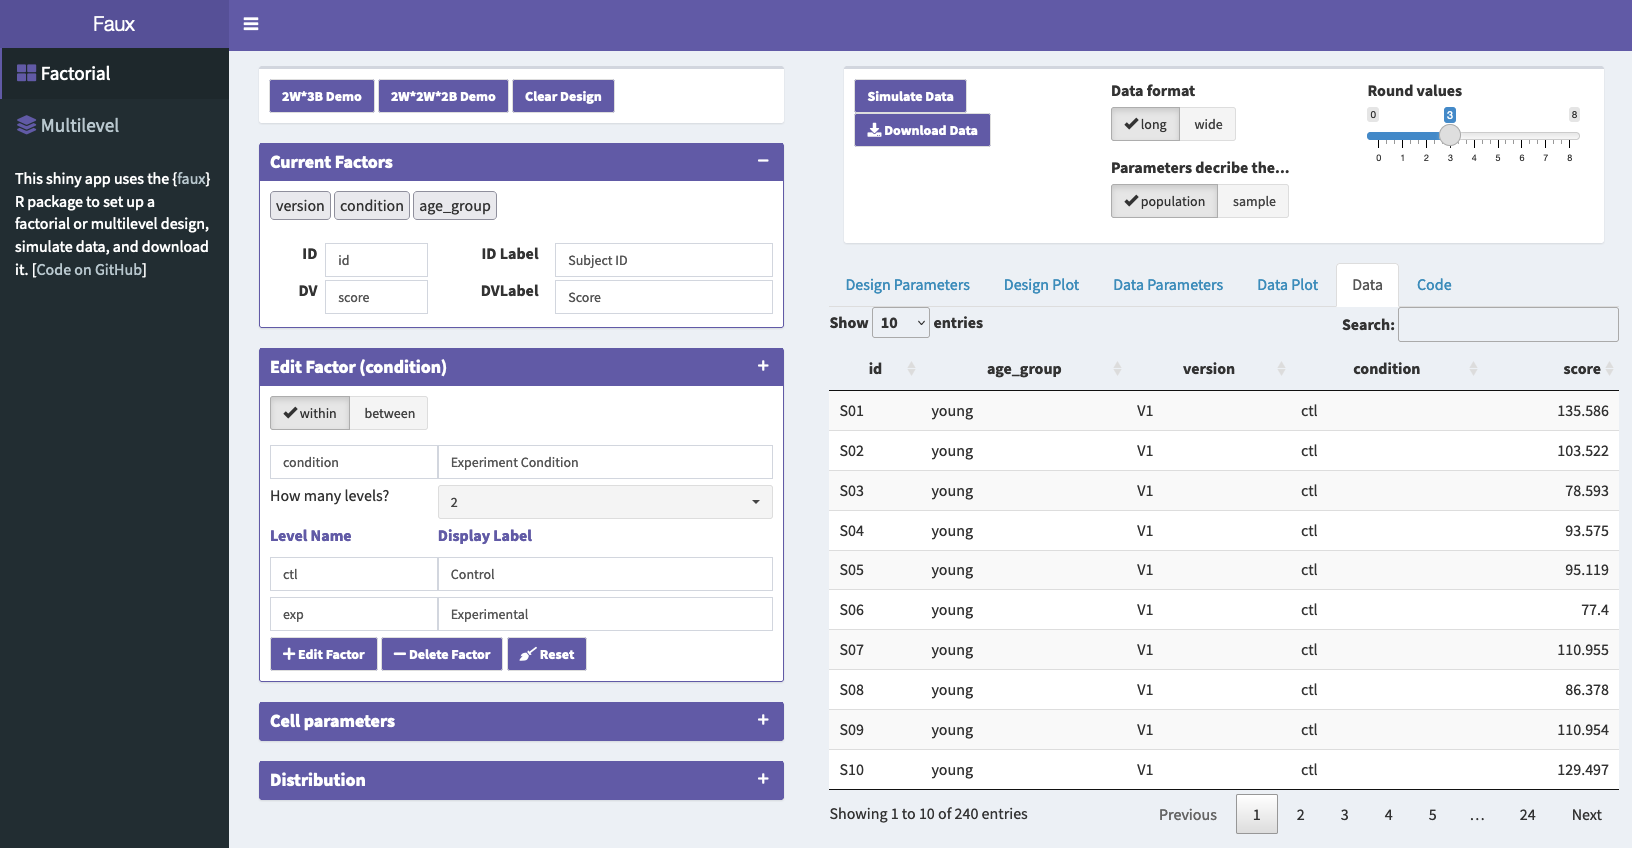 Faux
Factorial
Multilevel
This shiny app uses the {faux}
R package to set up a
factorial or multilevel design,
simulate data, and download
it. [Code on GitHub]
2W*3B Demo 2W*2W*2B Demo Clear Design
Current Factors
version condition age_group
ID id ID Label Subject ID
DV score DVLabel Score
Edit Factor (condition)
within between
condition Experiment Condition
How many levels? 2
Level Name Display Label
ctl Control
exp Experimental
Edit Factor Delete Factor Reset
Cell parameters
Distribution
Simulate Data
Download Data
Data format
long wide
Parameters decribe the...
population sample
Round values
0 3 8
0 1 2 3 4 5 6 7 8
Design Parameters Design Plot Data Parameters Data Plot Data Code
Show 10 entries Search:
id age_group version condition score
S01 young V1 ctl 135.586
S02 young V1 ctl 103.522
S03 young V1 ctl 78.593
S04 young V1 ctl 93.575
S05 young V1 ctl 95.119
S06 young V1 ctl 77.4
S07 young V1 ctl 110.955
S08 young V1 ctl 86.378
S09 young V1 ctl 110.954
S10 young V1 ctl 129.497
Showing 1 to 10 of 240 entries Previous 1 2 3 4 5 ... 24 Next